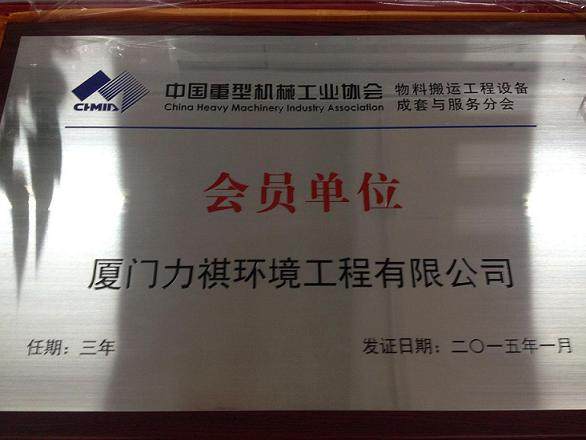 CHMIA
中国重型机械工业协会
China Heavy Machinery Industry Association
物料搬运工程设备
成套与服务分会
会员单位
厦门力祺环境工程有限公司
任期：三年
发证日期：二〇一五年一月